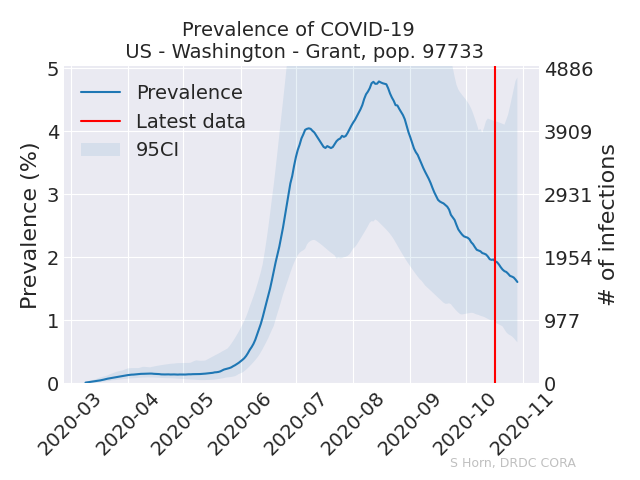 Prevalence of COVID-19
US - Washington - Grant, pop. 97733
Prevalence
Latest data
95CI
Prevalence (%)
5
4
3
2
1
0
4886
3909
2931
1954
977
0
# of infections
2020-03
2020-04
2020-05
2020-06
2020-07
2020-08
2020-09
2020-10
2020-11
S Horn, DRDC CORA